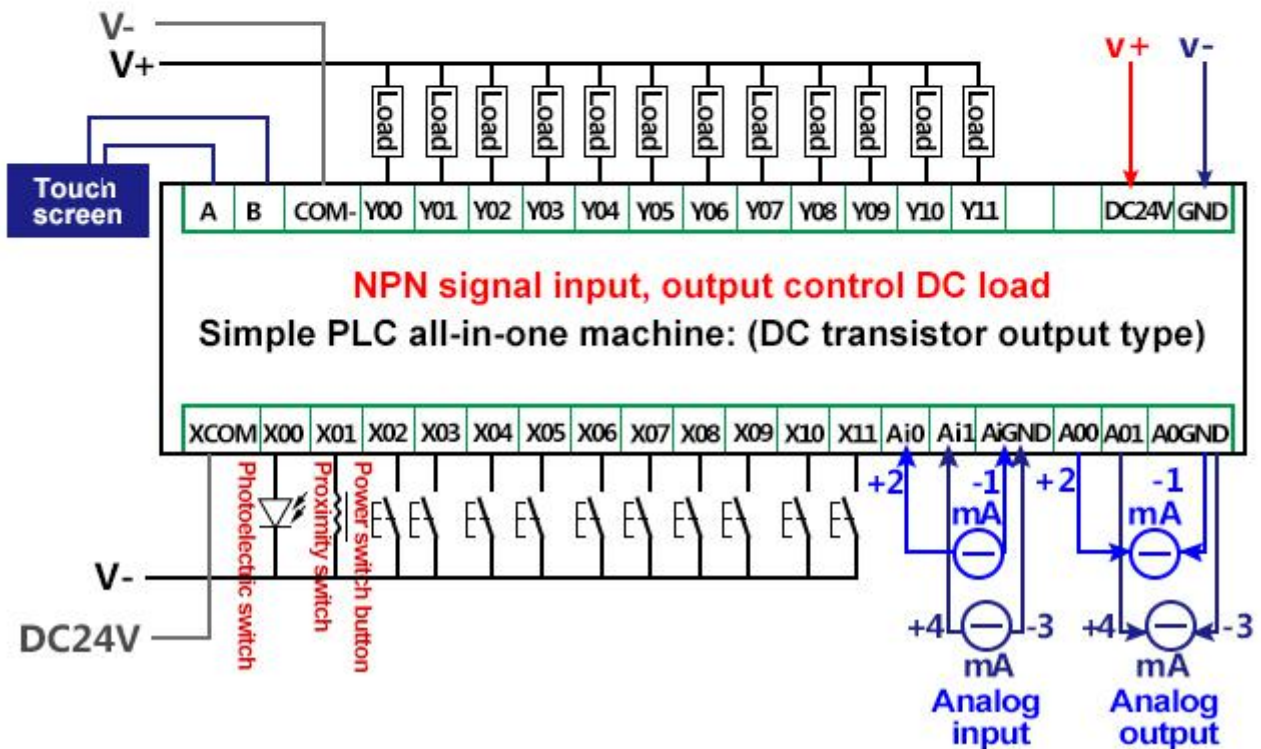 V-
V+
v+ v-
Load Load Load Load Load Load Load Load Load Load Load Load
Touch
screen
A B COM- Y00 Y01 Y02 Y03 Y04 Y05 Y06 Y07 Y08 Y09 Y10 Y11 DC24V GND
NPN signal input, output control DC load
Simple PLC all-in-one machine: (DC transistor output type)
XCOM X00 X01 X02 X03 X04 X05 X06 X07 X08 X09 X10 X11 Ai0 Ai1 AiGND A00 A01 A0GND
Photoelectric switch
Proximity switch
Power switch button
+2 -1 +2 -1
mA mA
V-
DC24V
+4 -3 +4 -3
mA mA
Analog
input
Analog
output